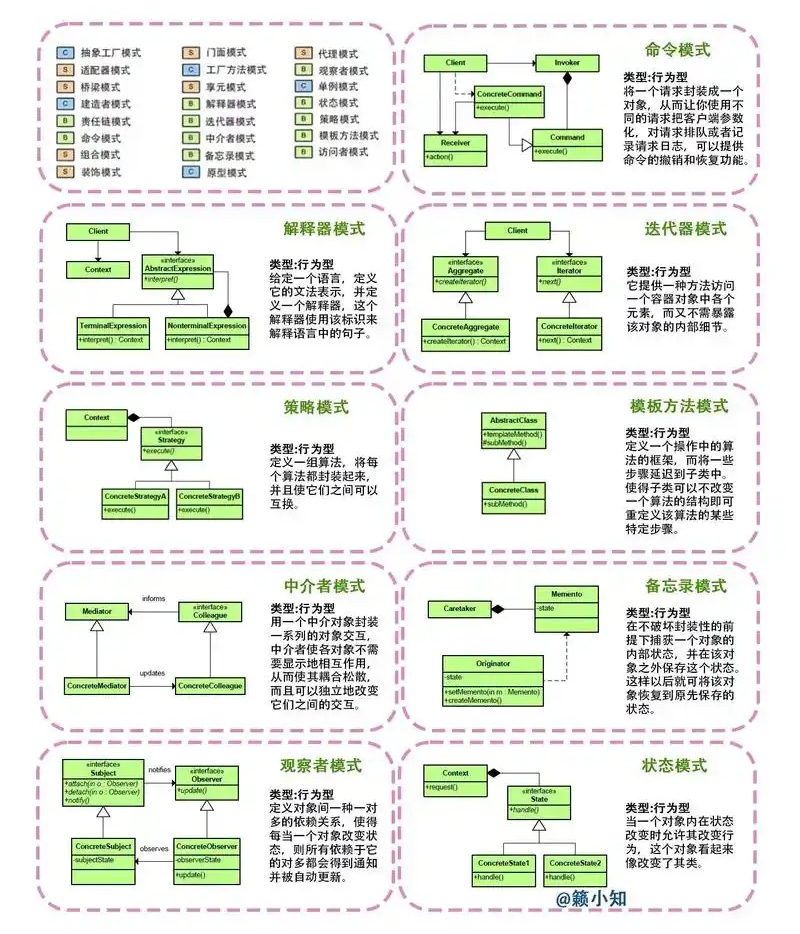 C 抽象工厂模式
S 适配器模式
S 桥梁模式
C 建造者模式
B 责任链模式
B 命令模式
S 组合模式
S 装饰模式
S 门面模式
C 工厂方法模式
S 享元模式
B 解释器模式
B 迭代器模式
B 中介者模式
B 备忘录模式
C 原型模式
S 代理模式
B 观察者模式
C 单例模式
B 状态模式
B 策略模式
B 模板方法模式
B 访问者模式
命令模式
Client
Invoker
ConcreteCommand
+execute()
Receiver
+action()
Command
+execute()
类型:行为型
将一个请求封装成一个
对象，从而让你使用不
同的请求把客户端参数
化，对请求排队或者记
录请求日志，可以提供
命令的撤销和恢复功能。
解释器模式
Client
Context
«interface»
AbstractExpression
+interpret()
TerminalExpression
+interpret() : Context
NonterminalExpression
+interpret() : Context
类型:行为型
给定一个语言，定义
它的文法表示，并定
义一个解释器，这个
解释器使用该标识来
解释语言中的句子。
迭代器模式
Client
«interface»
Aggregate
+createIterator()
«interface»
Iterator
+next()
ConcreteAggregate
+createIterator() : Context
ConcreteIterator
+next() : Context
类型:行为型
它提供一种方法访问
一个容器对象中各个
元素，而又不需暴露
该对象的内部细节。
策略模式
Context
«interface»
Strategy
+execute()
ConcreteStrategyA
+execute()
ConcreteStrategyB
+execute()
类型:行为型
定义一组算法，将每
个算法都封装起来，
并且使它们之间可以
互换。
模板方法模式
AbstractClass
+templateMethod()
#subMethod()
ConcreteClass
+subMethod()
类型:行为型
定义一个操作中的算法
的框架，而将一些
步骤延迟到子类中。
使得子类可以不改变
一个算法的结构即可
重定义该算法的某些
特定步骤。
中介者模式
Mediator
informs
«interface»
Colleague
ConcreteMediator
updates
ConcreteColleague
类型:行为型
用一个中介对象封装
一系列的对象交互，
中介者使各对象不需要
显示地相互作用，
从而使其耦合松散，
而且可以独立地改变
它们之间的交互。
备忘录模式
Caretaker
Memento
-state
Originator
-state
+setMemento(in m : Memento)
+createMemento()
类型:行为型
在不破坏封装性的前
提下捕获一个对象的
内部状态，并在该对
象之外保存这个状态。
这样以后就可将该对
象恢复到原先保存的
状态。
观察者模式
«interface»
Subject
+attach(in o : Observer)
+detach(in o : Observer)
+notify()
notifies
«interface»
Observer
+update()
ConcreteSubject
-subjectState
observes
ConcreteObserver
-observerState
+update()
类型:行为型
定义对象间一种一对
多的依赖关系，使得
每当一个对象改变状
态，则所有依赖于它
的对多都会得到通知
并被自动更新。
状态模式
Context
+request()
«interface»
State
+handle()
ConcreteState1
+handle()
ConcreteState2
+handle()
类型:行为型
当一个对象内在状态
改变时允许其改变行
为，这个对象看起来
像改变了其类。
@籁小知